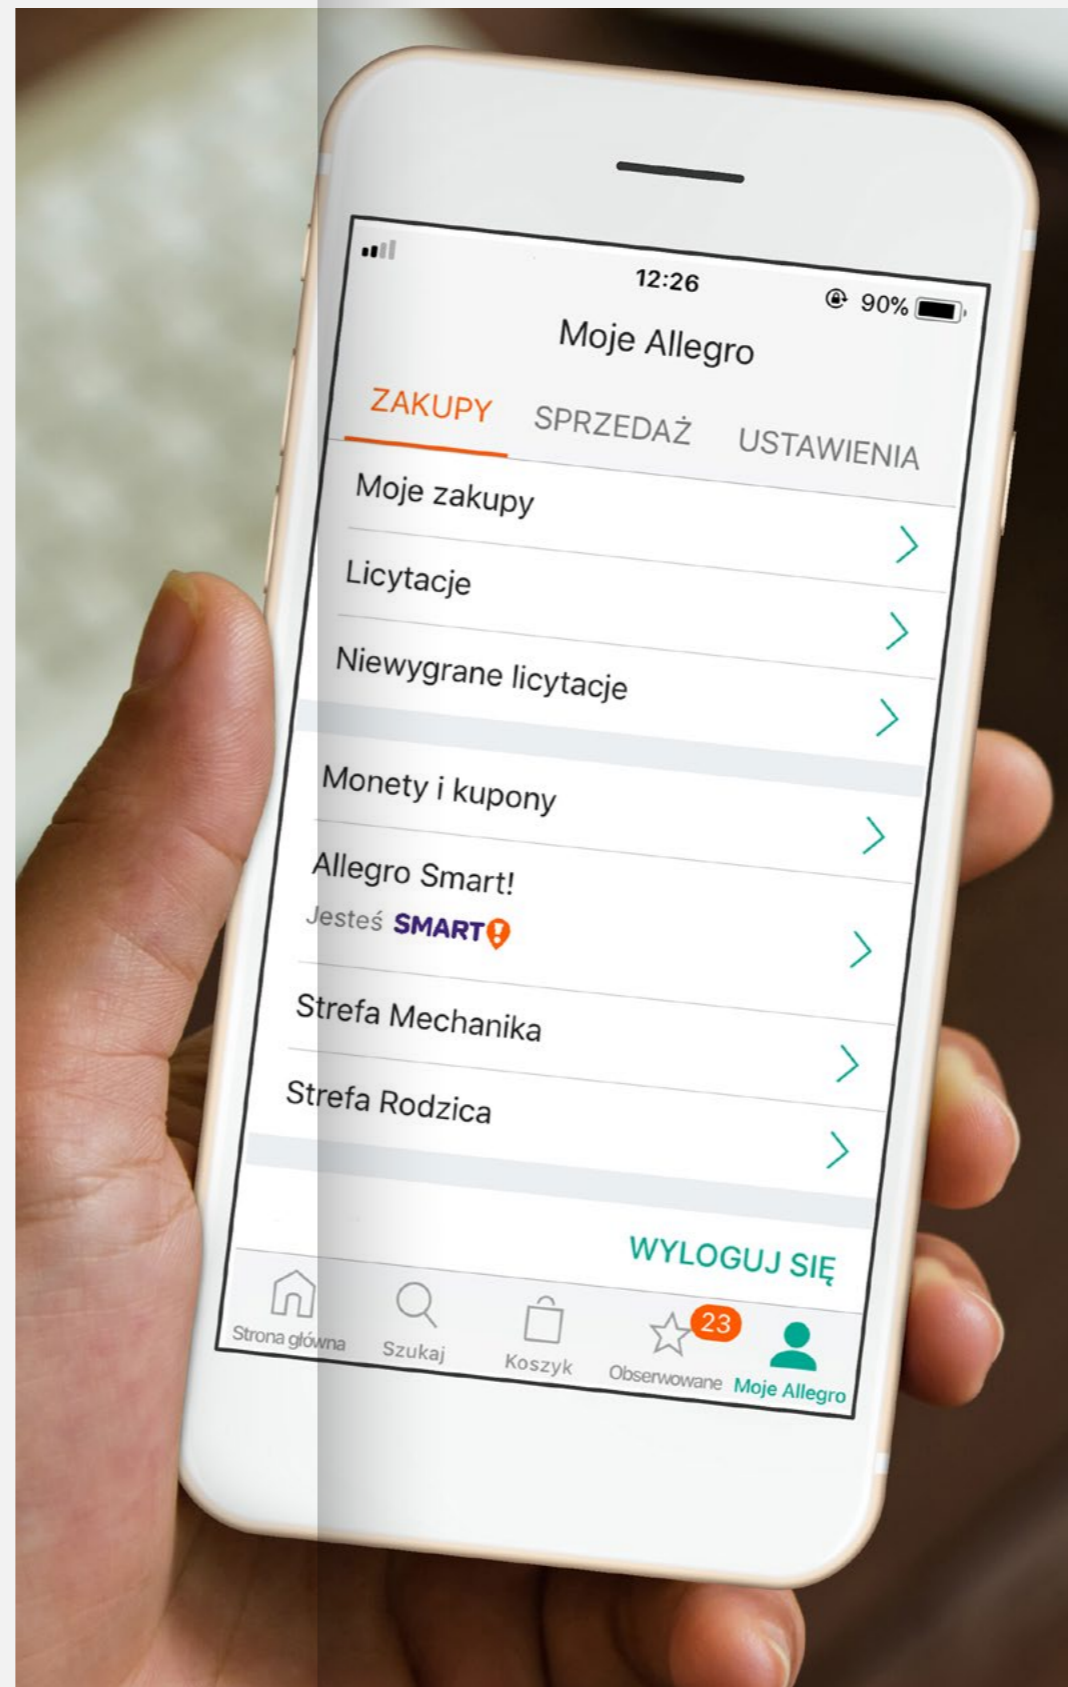 12:26
90%
Moje Allegro
ZAKUPY SPRZEDAŻ USTAWIENIA
Moje zakupy
Licytacje
Niewygrane licytacje
Monety i kupony
Allegro Smart!
Jesteś SMART!
Strefa Mechanika
Strefa Rodzica
WYLOGUJ SIĘ
23
Strona główna Szukaj Koszyk Obserwowane Moje Allegro